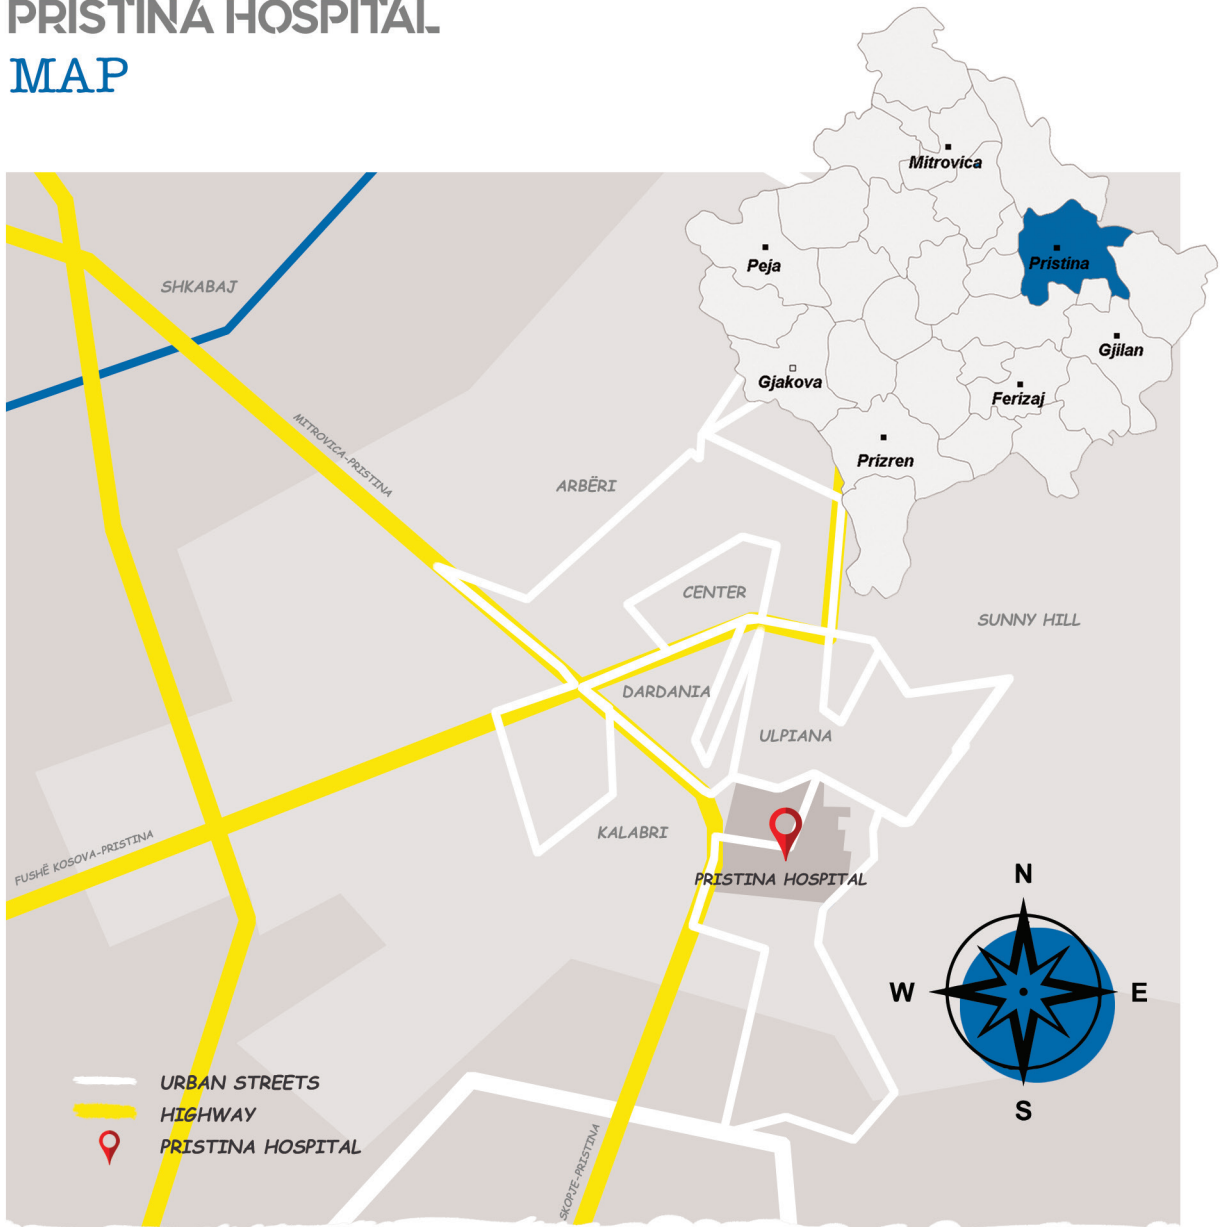 PRISTINA HOSPITAL
MAP
Mitrovica
Pristina
Peja
Gjilan
Gjakova
Ferizaj
Prizren
SHKABAJ
MITROVICA-PRISTINA
ARBËRI
CENTER
SUNNY HILL
DARDANIA
ULPIANA
KALABRI
FUSHË KOSOVA-PRISTINA
PRISTINA HOSPITAL
N
W
E
S
URBAN STREETS
HIGHWAY
PRISTINA HOSPITAL
SKOPJE-PRISTINA